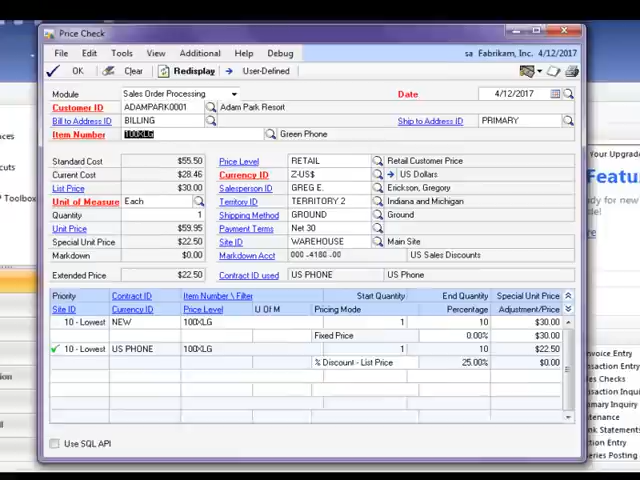 Price Check
File Edit Tools View Additional Help Debug sa Fabrikam, Inc. 4/12/2017
OK Clear Redisplay User-Defined
Module Sales Order Processing Date 4/12/2017
Customer ID ADAMPARK0001 Adam Park Resort
Bill to Address ID BILLING Ship to Address ID PRIMARY
Item Number 100XLG Green Phone
Standard Cost $55.50 Price Level RETAIL Retail Customer Price
Current Cost $28.46 Currency ID Z-US$ US Dollars
List Price $30.00 Salesperson ID GREG E. Erickson, Gregory
Unit of Measure Each Territory ID TERRITORY 2 Indiana and Michigan
Quantity 1 Shipping Method GROUND Ground
Unit Price $59.95 Payment Terms Net 30
Special Unit Price $22.50 Site ID WAREHOUSE Main Site
Markdown $0.00 Markdown Acct 000 -4180 -00 US Sales Discounts
Extended Price $22.50 Contract ID used US PHONE US Phone
Priority Contract ID Item Number \ Filter Start Quantity End Quantity Special Unit Price
Site ID Currency ID Price Level U Of M Pricing Mode Percentage Adjustment/Price
10 - Lowest NEW 100XLG 1 10 $30.00
Fixed Price 0.00% $30.00
10 - Lowest US PHONE 100XLG 1 10 $22.50
% Discount - List Price 25.00% $0.00
Use SQL API
Your Upgrade
Featu
Toolbox
nvoice Entry